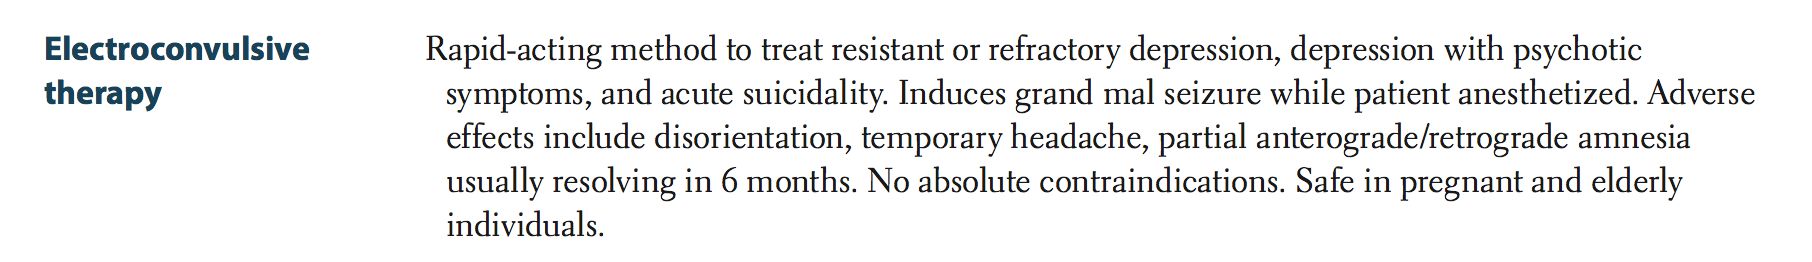 Electroconvulsive
therapy
Rapid-acting method to treat resistant or refractory depression, depression with psychotic
symptoms, and acute suicidality. Induces grand mal seizure while patient anesthetized. Adverse
effects include disorientation, temporary headache, partial anterograde/retrograde amnesia
usually resolving in 6 months. No absolute contraindications. Safe in pregnant and elderly
individuals.